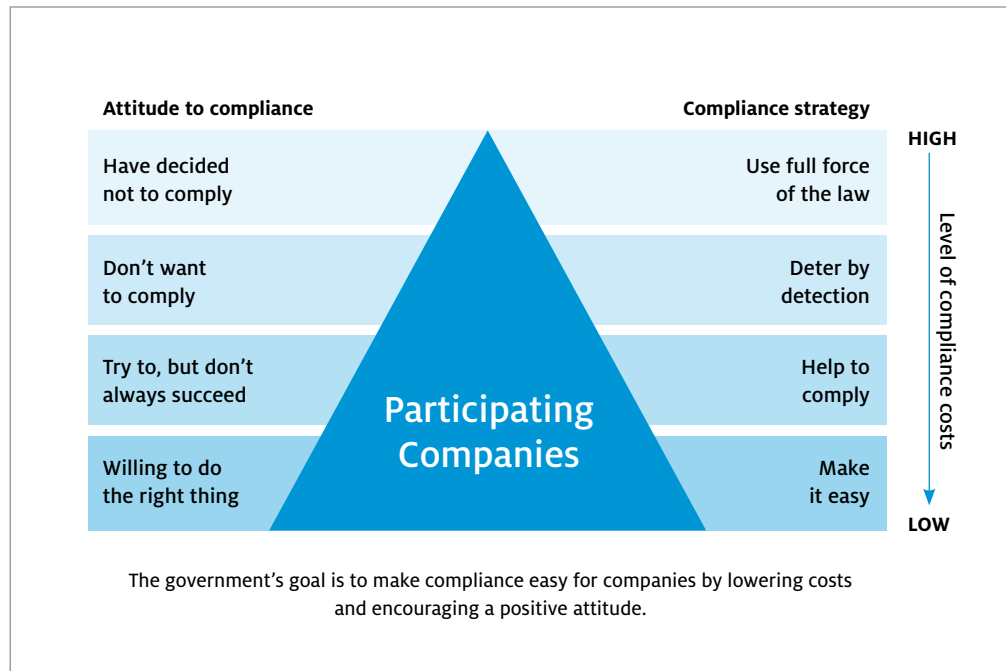 Attitude to compliance
Compliance strategy
HIGH
Have decided
not to comply
Use full force
of the law
Don’t want
to comply
Deter by
detection
Try to, but don’t
always succeed
Help to
comply
Willing to do
the right thing
Make
it easy
Participating
Companies
Level of compliance costs
LOW
The government’s goal is to make compliance easy for companies by lowering costs
and encouraging a positive attitude.